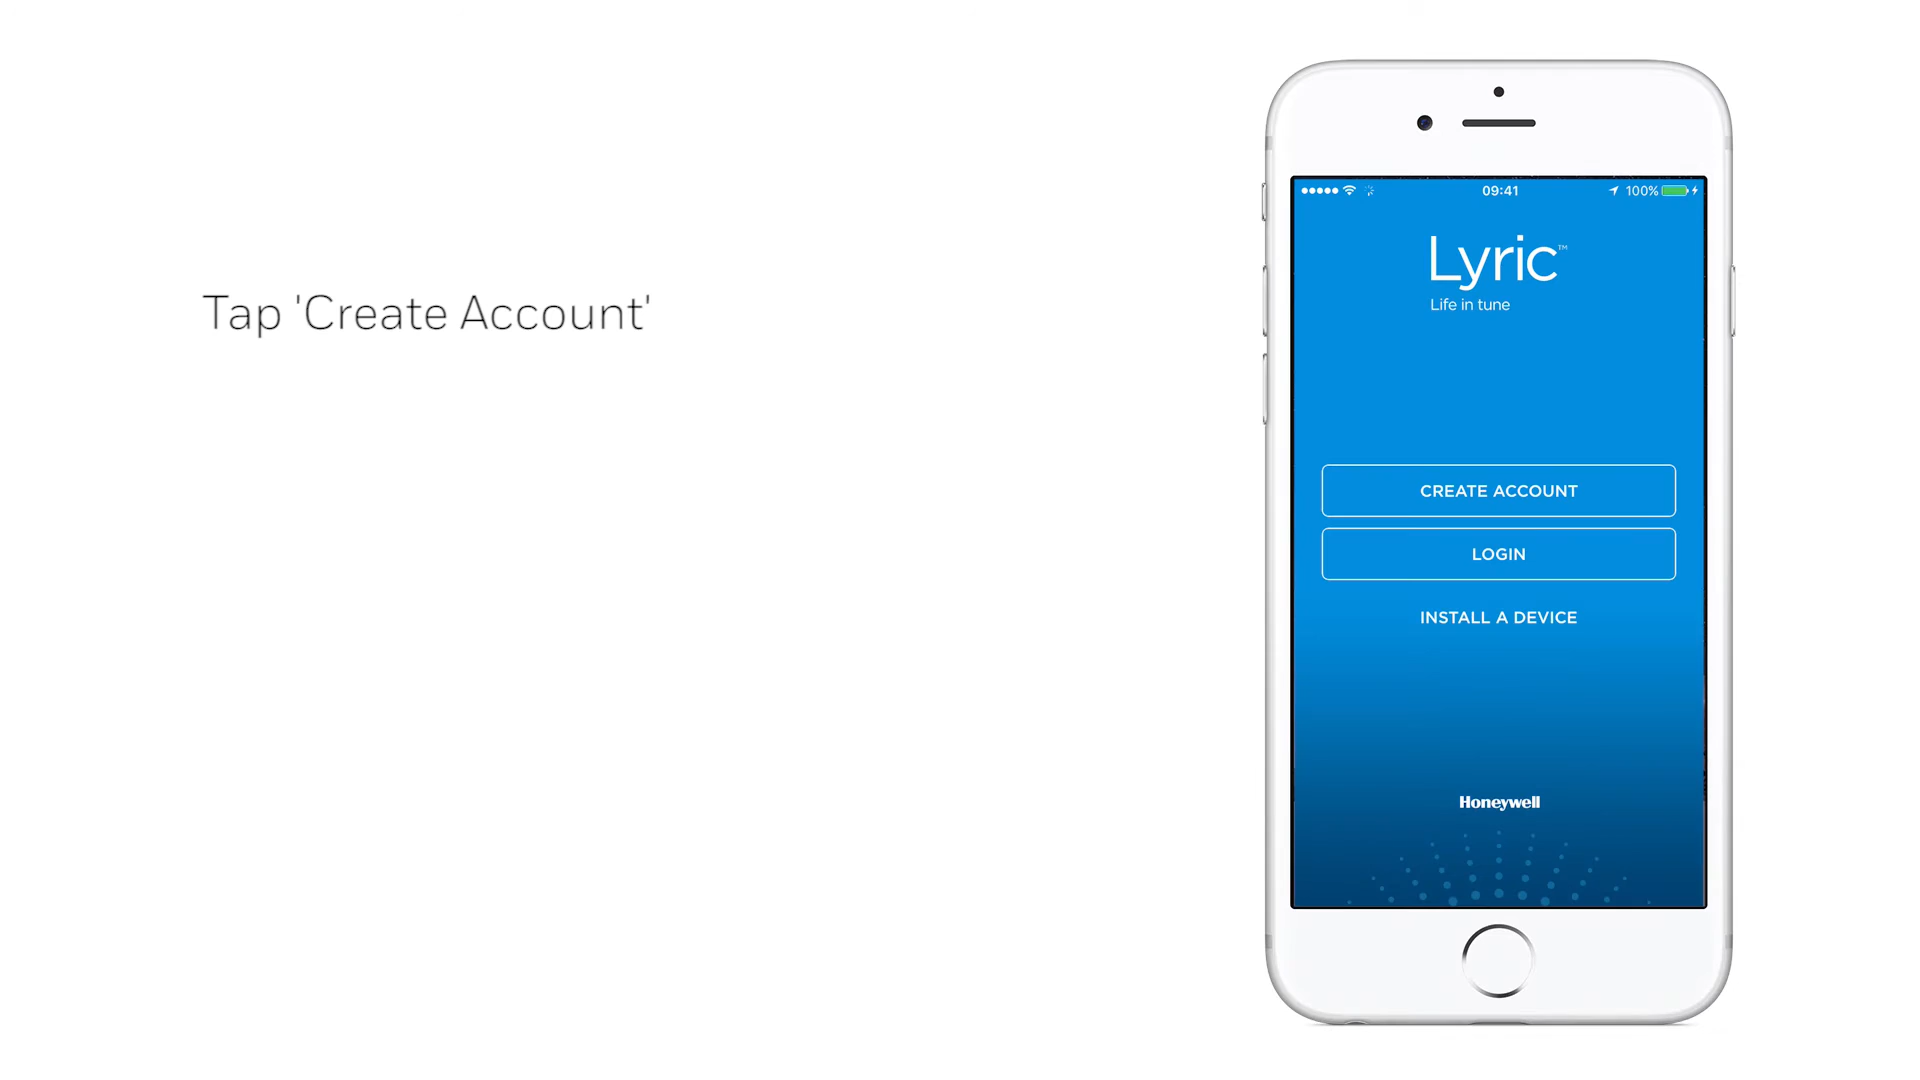 Tap 'Create Account'
09:41
100%
Lyric™
Life in tune
CREATE ACCOUNT
LOGIN
INSTALL A DEVICE
Honeywell